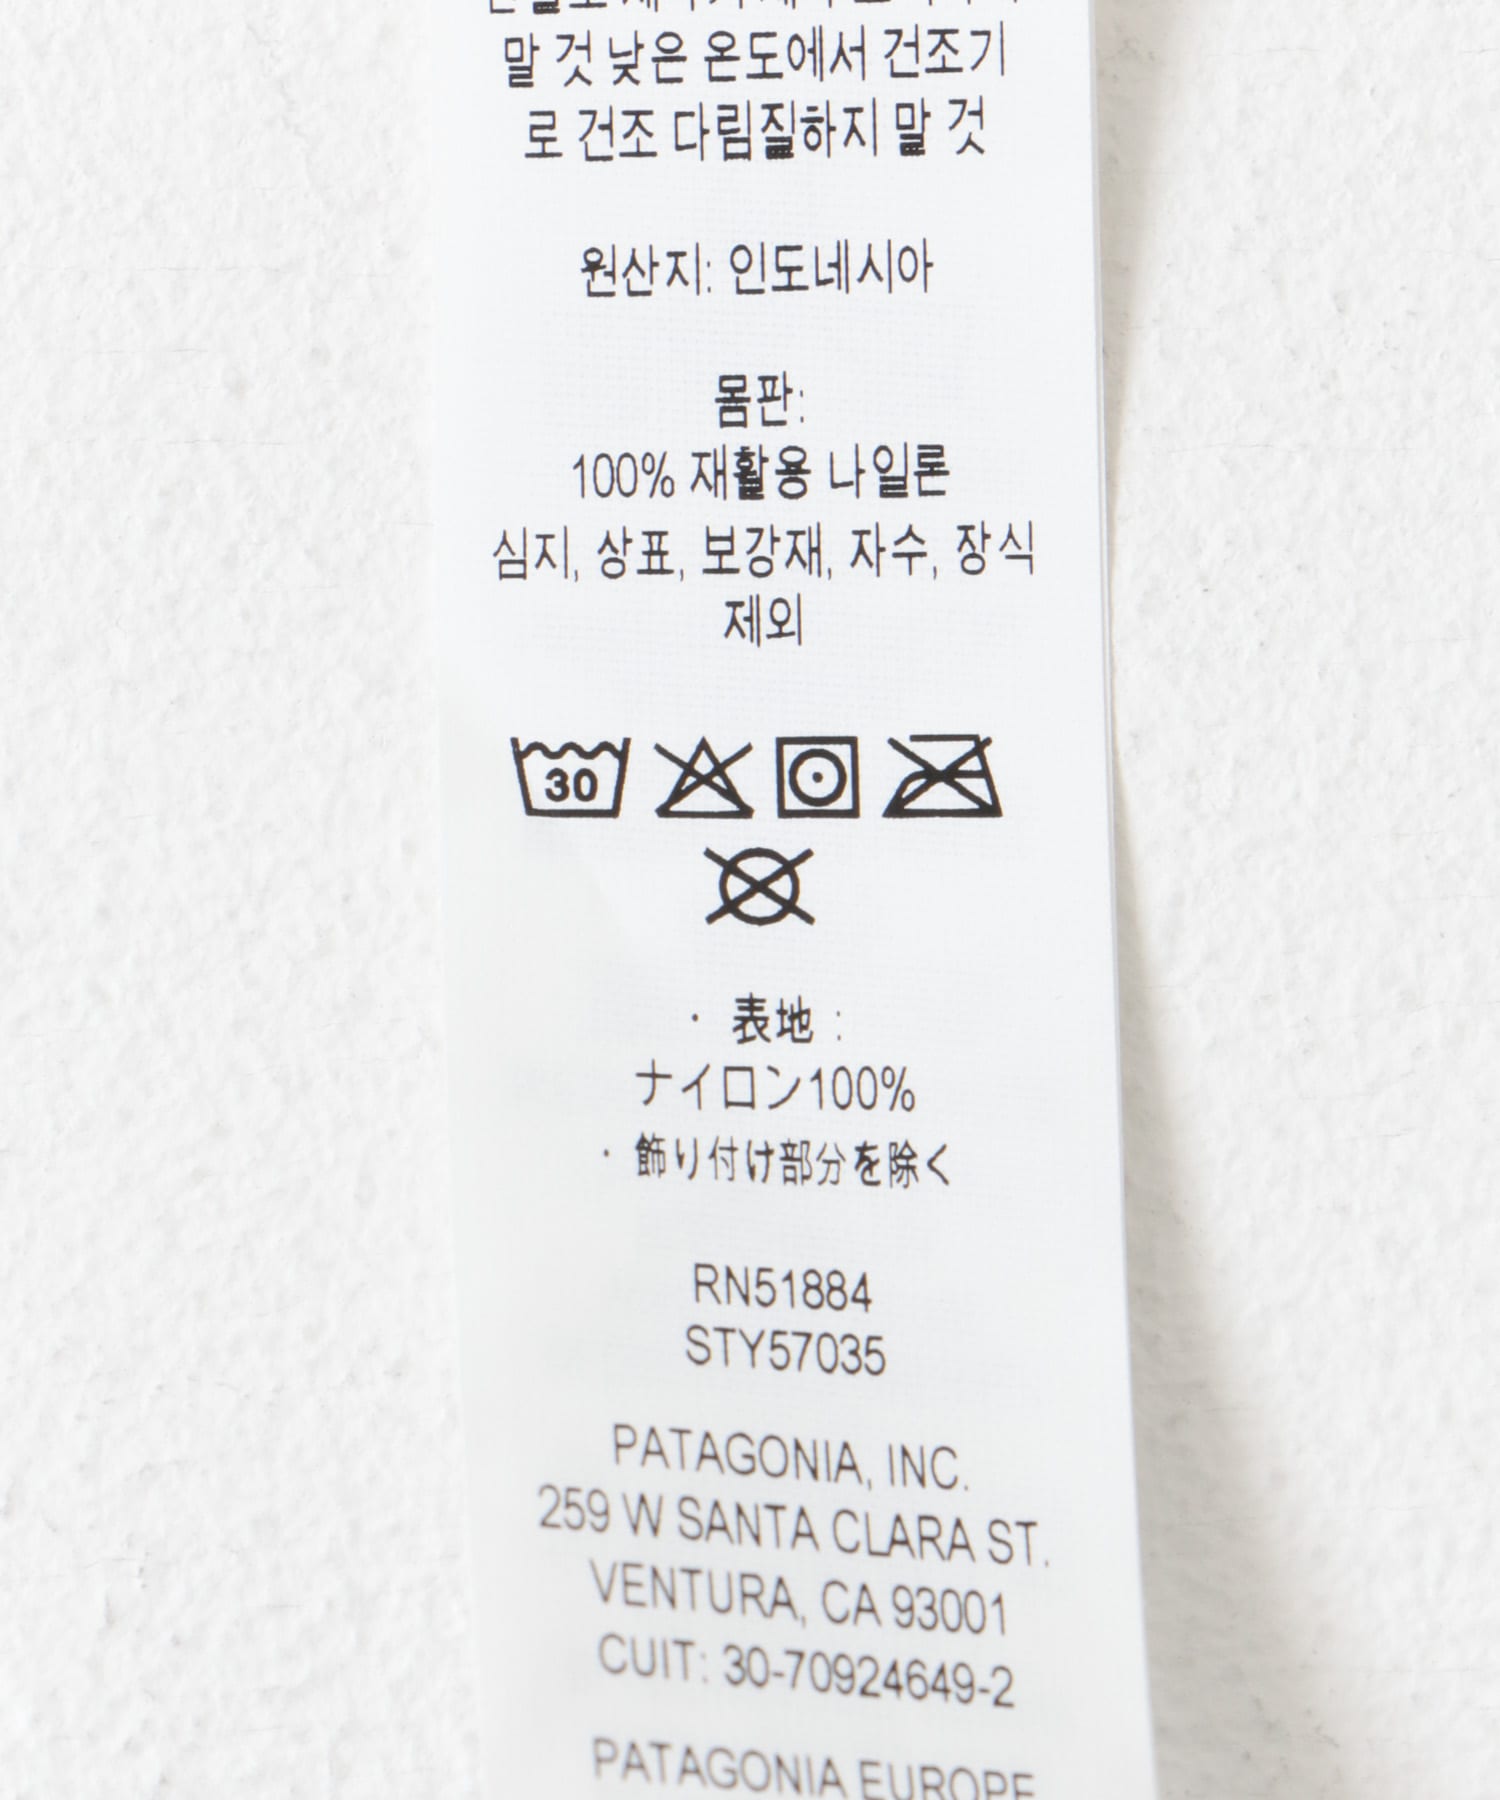 말 것 낮은 온도에서 건조기
로 건조 다림질하지 말 것
원산지: 인도네시아
몸판:
100% 재활용 나일론
심지, 상표, 보강재, 자수, 장식
제외
30
· 表地 :
ナイロン100%
· 飾り付け部分を除く
RN51884
STY57035
PATAGONIA, INC.
259 W SANTA CLARA ST.
VENTURA, CA 93001
CUIT: 30-70924649-2
PATAGONIA EUROPE